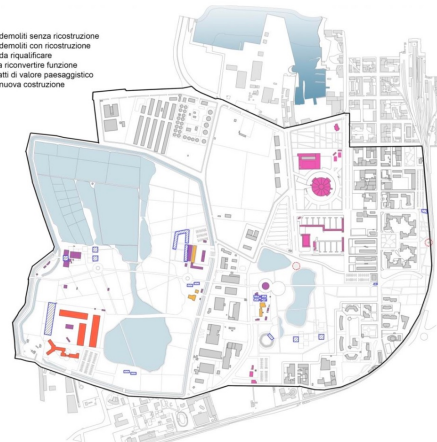 demoliti senza ricostruzione
demoliti con ricostruzione
da riqualificare
a riconvertire funzione
atti di valore paesaggistico
nuova costruzione